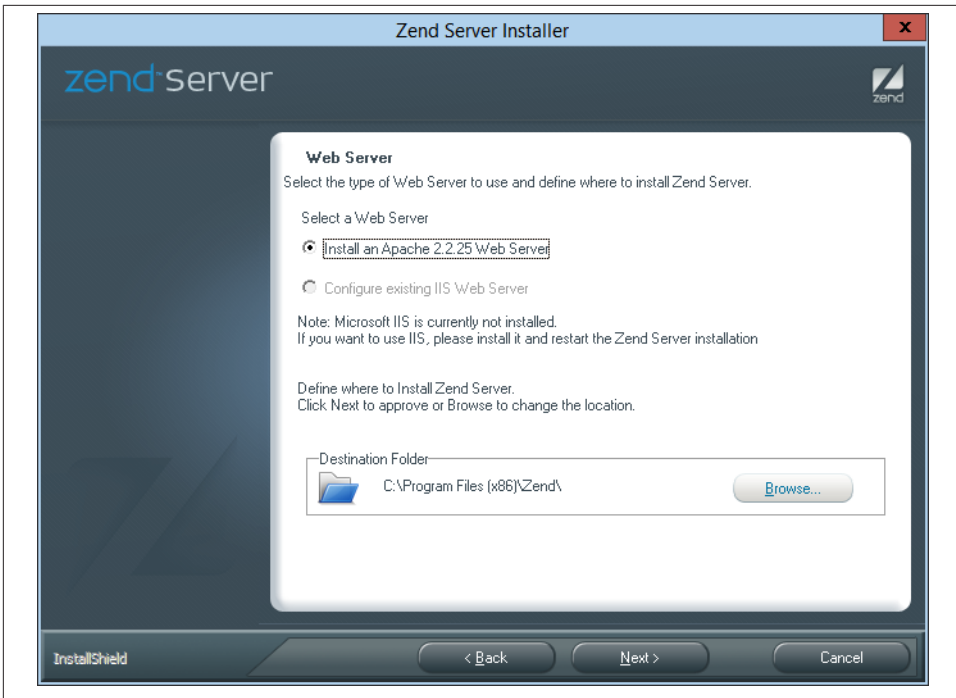 Zend Server Installer
x
zend server
zend
Web Server
Select the type of Web Server to use and define where to install Zend Server.
Select a Web Server
Install an Apache 2.2.25 Web Server
Configure existing IIS Web Server
Note: Microsoft IIS is currently not installed.
If you want to use IIS, please install it and restart the Zend Server installation
Define where to Install Zend Server.
Click Next to approve or Browse to change the location.
Destination Folder
C:\Program Files (x86)\Zend\
Browse...
InstallShield
< Back
Next >
Cancel